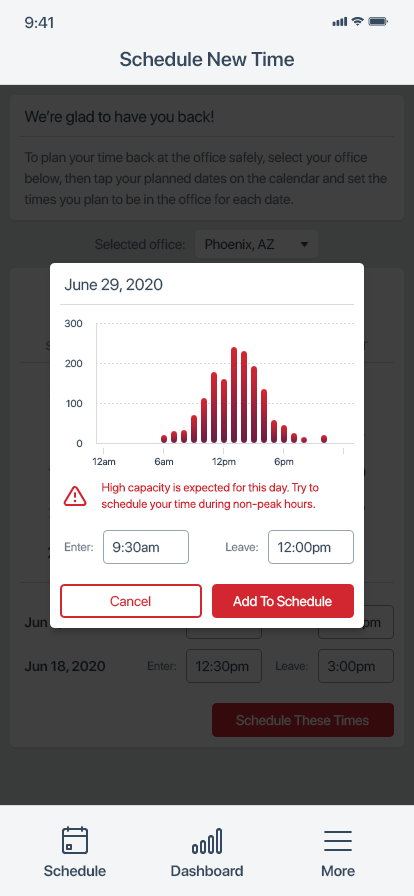 9:41
Schedule New Time
We're glad to have you back!
To plan your time back at the office safely, select your office
below, then tap your planned dates on the calendar and set the
times you plan to be in the office for each date.
Selected office: Phoenix, AZ
June 29, 2020
300
200
100
0
12am 6am 12pm 6pm
High capacity is expected for this day. Try to
schedule your time during non-peak hours.
Enter: 9:30am Leave: 12:00pm
Cancel Add To Schedule
Jun 18, 2020 Enter: 12:30pm Leave: 3:00pm
Schedule These Times
Schedule Dashboard More